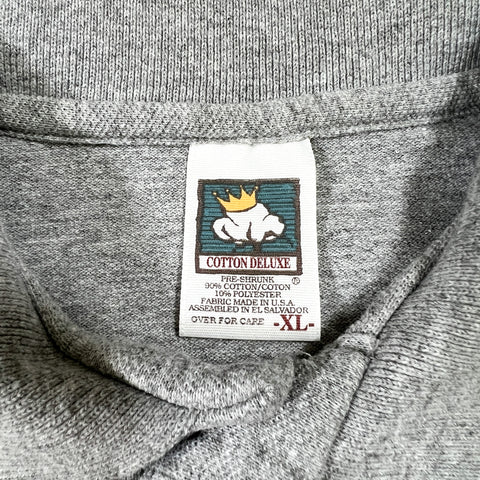 COTTON DELUXE
®
PRE-SHRUNK
90% COTTON/COTON
10% POLYESTER
FABRIC MADE IN U.S.A.
ASSEMBLED IN EL SALVADOR
OVER FOR CARE -XL-